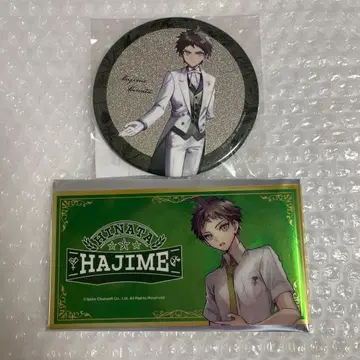 hajime
hinata
HINATA
HAJIME
©Spike Chunsoft Co., Ltd. All Rights Reserved.